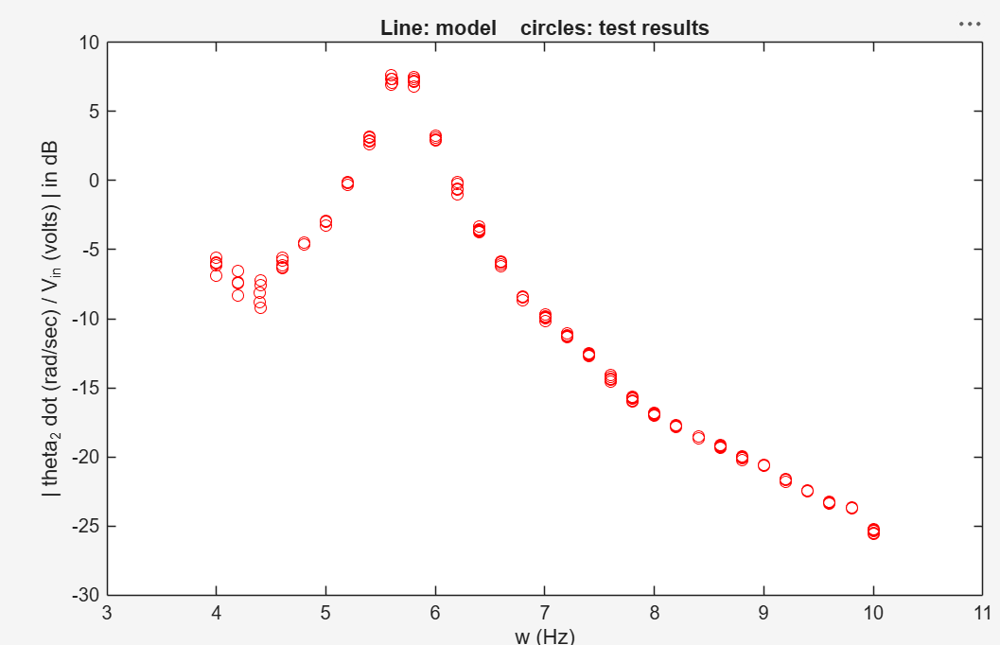 Line: model    circles: test results
| theta2 dot (rad/sec) / Vin (volts) | in dB
10
5
0
-5
-10
-15
-20
-25
-30
3 4 5 6 7 8 9 10 11
w (Hz)